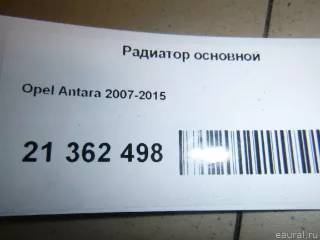 Радиатор основной
Opel Antara 2007-2015
21 362 498
eaural.ru